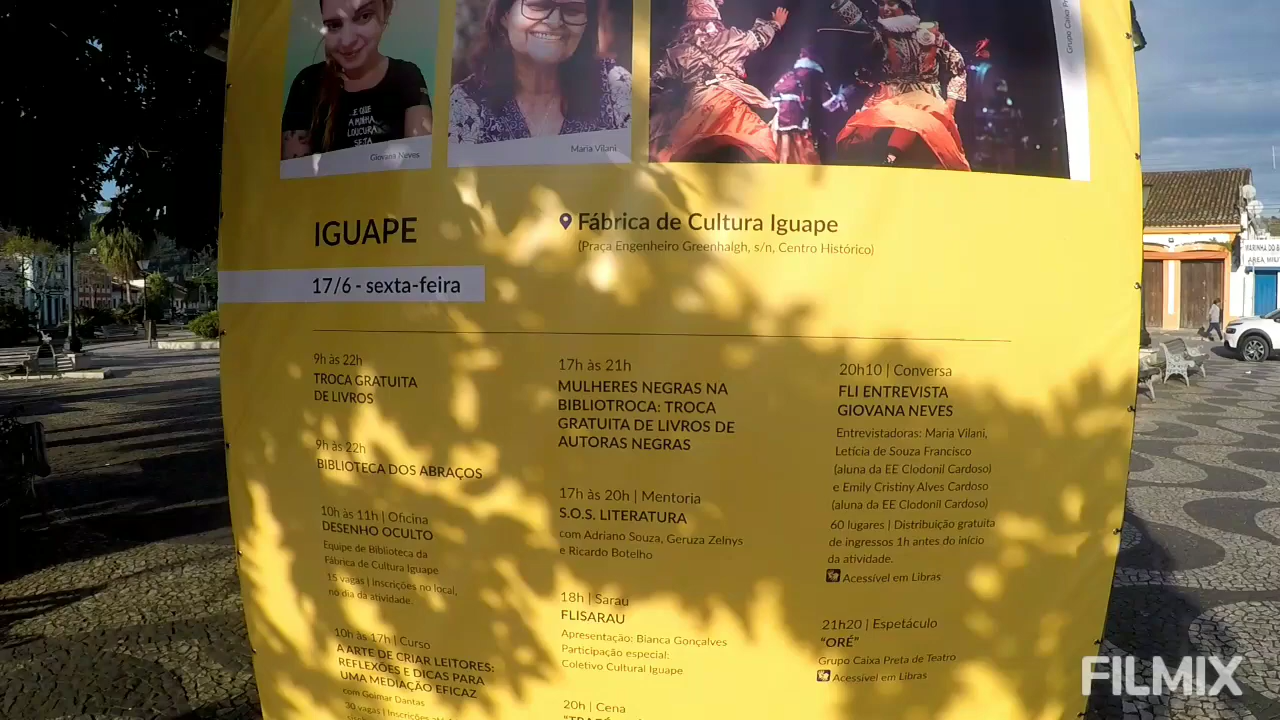 E QUE
A MINHA
LOUCURA
SEJA
Giovana Neves
Maria Vilani
IGUAPE
17/6 - sexta-feira
Fábrica de Cultura Iguape
(Praça Engenheiro Greenhalgh, s/n, Centro Histórico)
9h às 22h
TROCA GRATUITA
DE LIVROS
9h às 22h
BIBLIOTECA DOS ABRAÇOS
10h às 11h | Oficina
DESENHO OCULTO
Equipe de Biblioteca da
Fábrica de Cultura Iguape
15 vagas | Inscrições no local,
no dia da atividade.
10h às 17h | Curso
A ARTE DE CRIAR LEITORES:
REFLEXÕES E DICAS PARA
UMA MEDIAÇÃO EFICAZ
com Goimar Dantas
30 vagas | Inscrições
17h às 21h
MULHERES NEGRAS NA
BIBLIOTROCA: TROCA
GRATUITA DE LIVROS DE
AUTORAS NEGRAS
17h às 20h | Mentoria
S.O.S. LITERATURA
com Adriano Souza, Geruza Zelnys
e Ricardo Botelho
18h | Sarau
FLISARAU
Apresentação: Bianca Gonçalves
Participação especial:
Coletivo Cultural Iguape
20h | Cena
20h10 | Conversa
FLI ENTREVISTA
GIOVANA NEVES
Entrevistadoras: Maria Vilani,
Letícia de Souza Francisco
(aluna da EE Clodonil Cardoso)
e Emily Cristiny Alves Cardoso
(aluna da EE Clodonil Cardoso)
60 lugares | Distribuição gratuita
de ingressos 1h antes do início
da atividade.
Acessível em Libras
21h20 | Espetáculo
"ORÉ"
Grupo Caixa Preta de Teatro
Acessível em Libras
Grupo Caixa
MARINHA DO
ÁREA
FILMIX